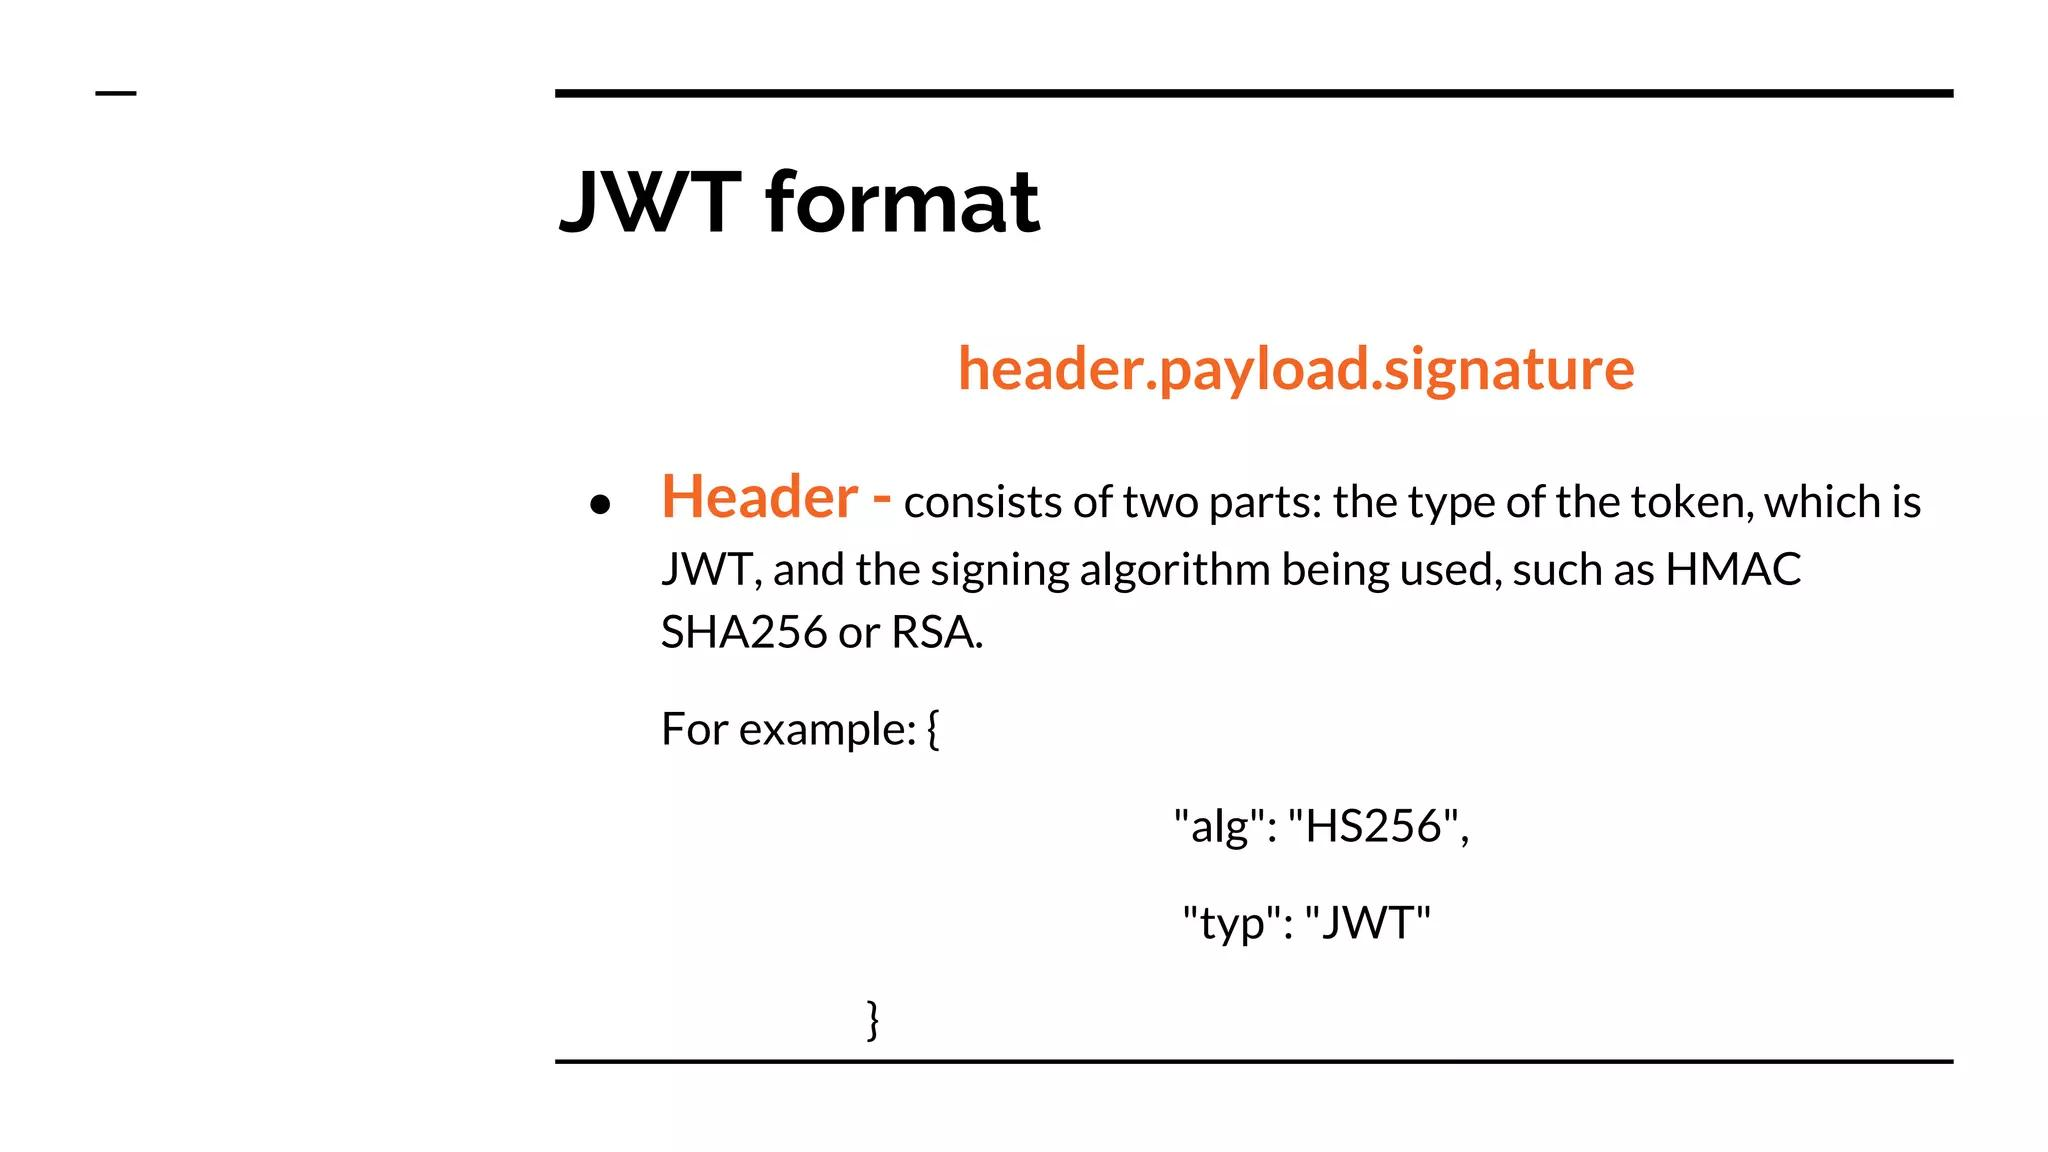 JWT format
header.payload.signature
● Header - consists of two parts: the type of the token, which is
JWT, and the signing algorithm being used, such as HMAC
SHA256 or RSA.
For example: {
"alg": "HS256",
"typ": "JWT"
}